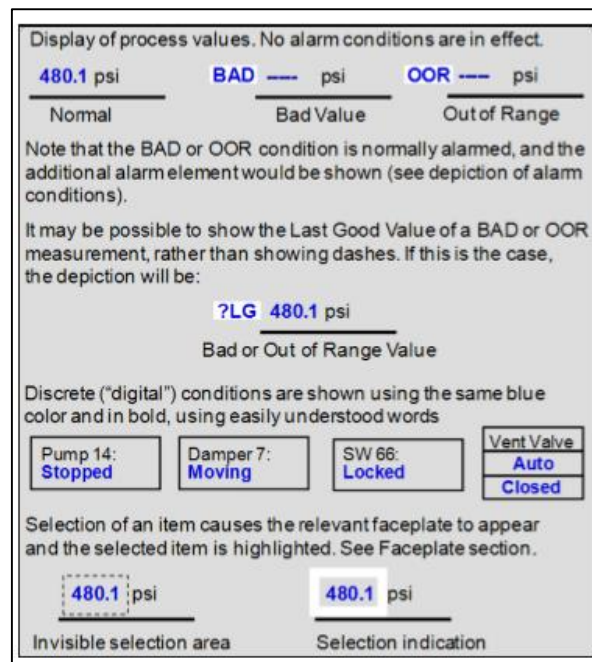 Display of process values. No alarm conditions are in effect.
480.1 psi BAD ---- psi OOR ---- psi
Normal Bad Value Out of Range
Note that the BAD or OOR condition is normally alarmed, and the
additional alarm element would be shown (see depiction of alarm
conditions).
It may be possible to show the Last Good Value of a BAD or OOR
measurement, rather than showing dashes. If this is the case,
the depiction will be:
?LG 480.1 psi
Bad or Out of Range Value
Discrete ("digital") conditions are shown using the same blue
color and in bold, using easily understood words
Pump 14:
Stopped
Damper 7:
Moving
SW 66:
Locked
Vent Valve
Auto
Closed
Selection of an item causes the relevant faceplate to appear
and the selected item is highlighted. See Faceplate section.
480.1 psi 480.1 psi
Invisible selection area Selection indication